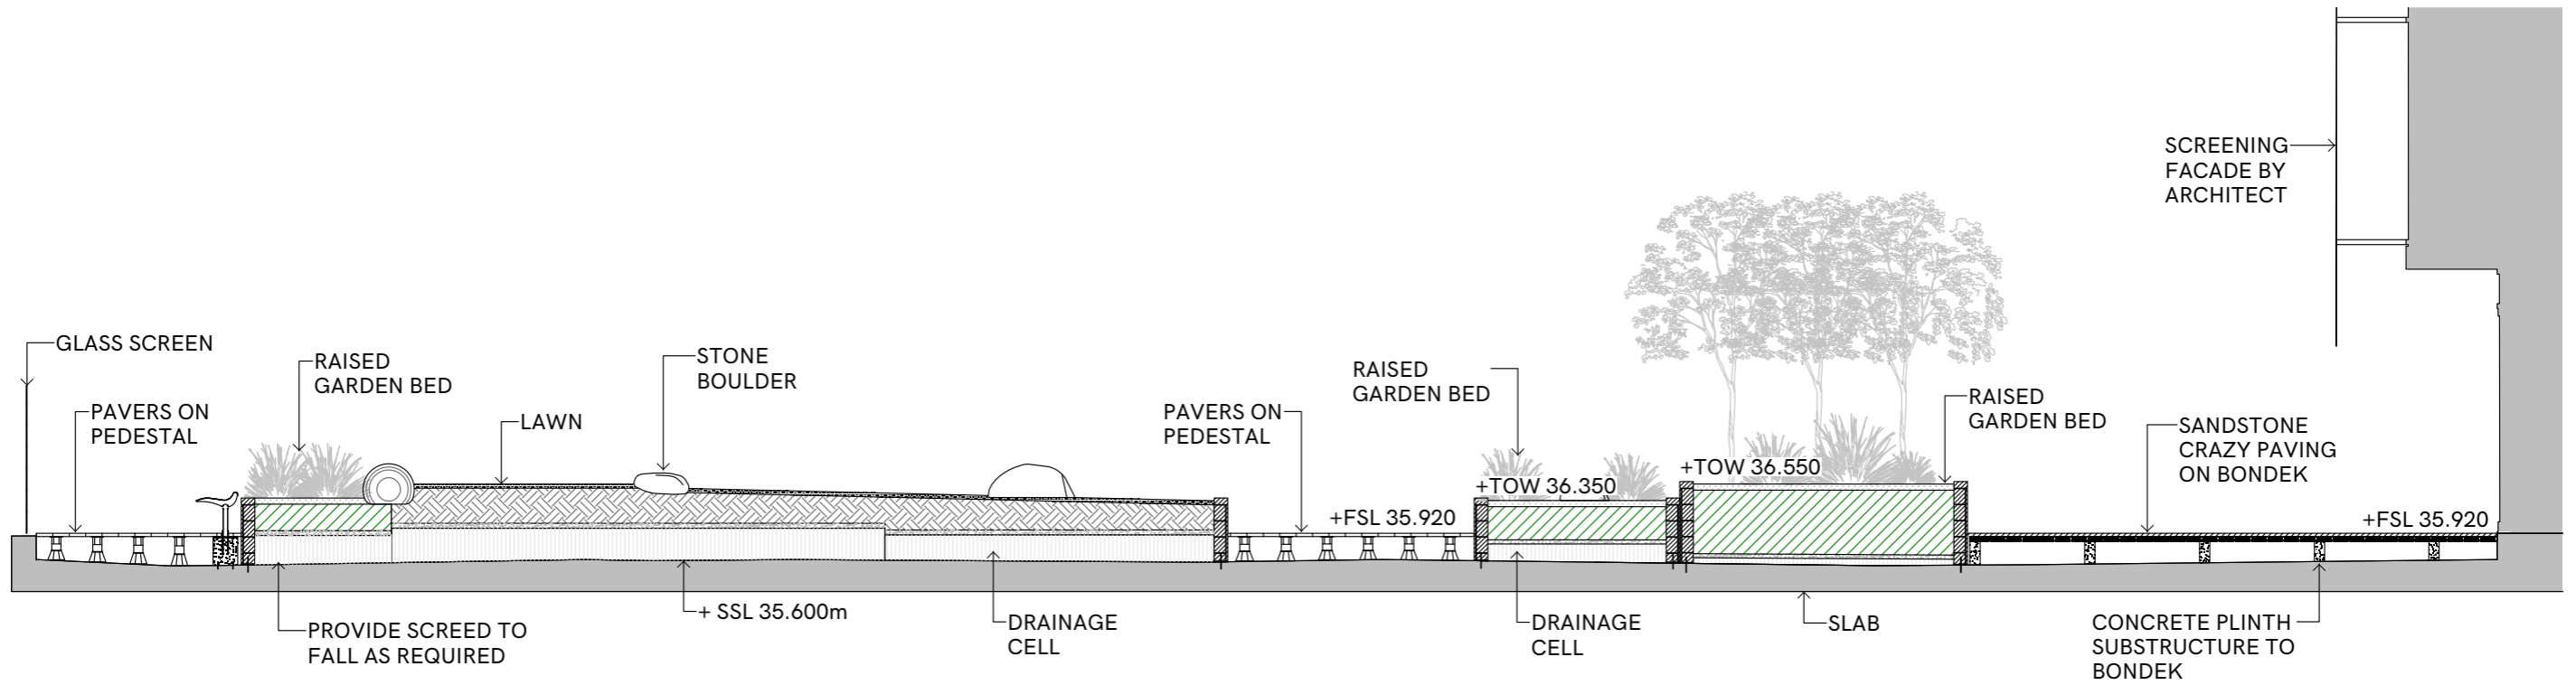 SCREENING
FACADE BY
ARCHITECT
GLASS SCREEN
RAISED
GARDEN BED
STONE
BOULDER
LAWN
PAVERS ON
PEDESTAL
PAVERS ON
PEDESTAL
RAISED
GARDEN BED
RAISED
GARDEN BED
SANDSTONE
CRAZY PAVING
ON BONDEK
+TOW 36.550
+TOW 36.350
+FSL 35.920
+FSL 35.920
+ SSL 35.600m
PROVIDE SCREED TO
FALL AS REQUIRED
DRAINAGE
CELL
DRAINAGE
CELL
SLAB
CONCRETE PLINTH
SUBSTRUCTURE TO
BONDEK